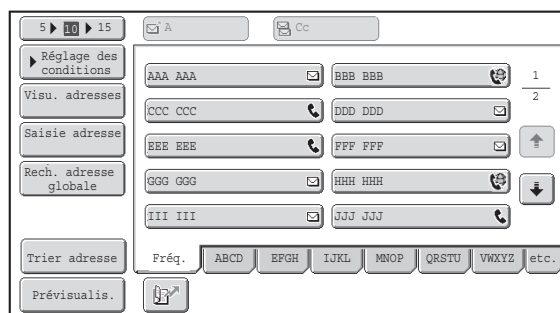 5 10 15
A
Cc
Réglage des
conditions
Visu. adresses
Saisie adresse
Rech. adresse
globale
Trier adresse
Prévisualis.
AAA AAA
BBB BBB
CCC CCC
DDD DDD
EEE EEE
FFF FFF
GGG GGG
HHH HHH
III III
JJJ JJJ
1
2
Fréq.
ABCD
EFGH
IJKL
MNOP
QRSTU
VWXYZ
etc.